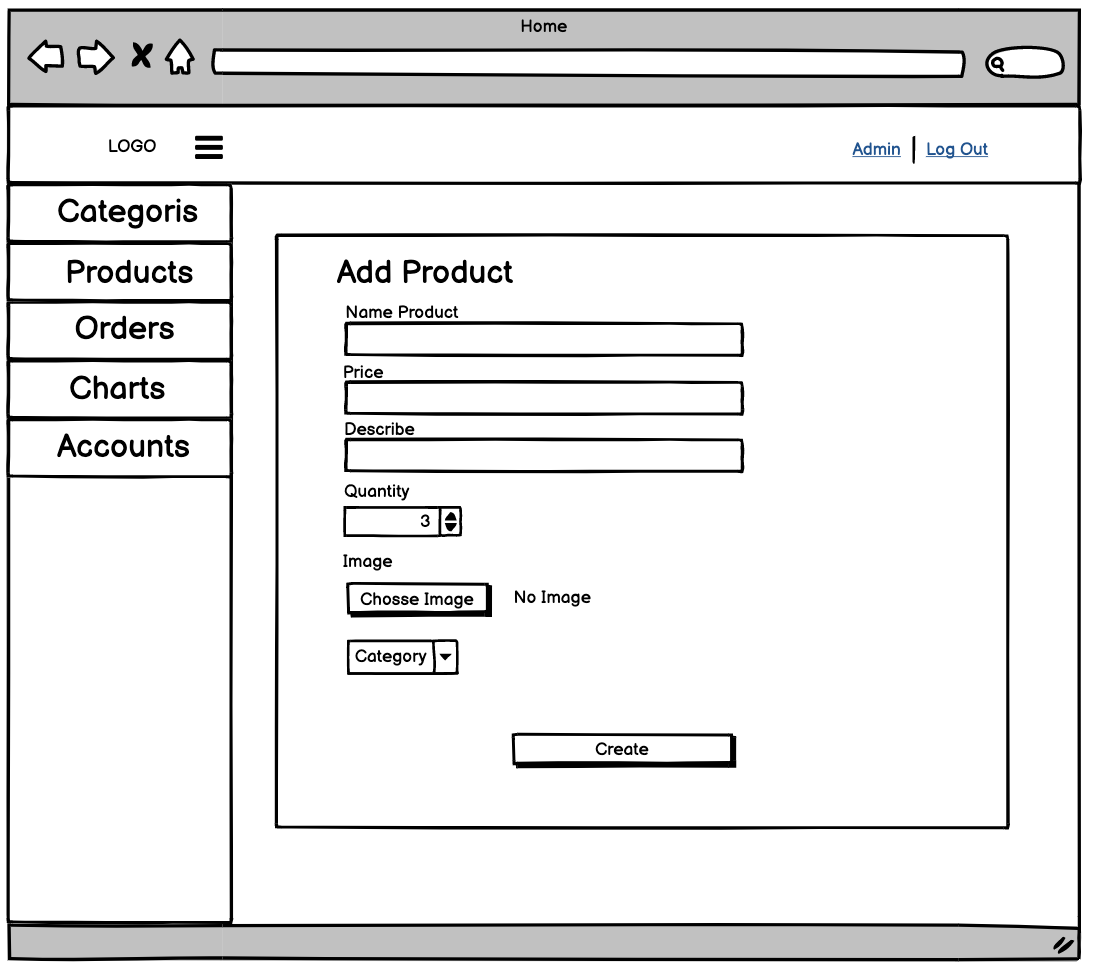 Home
LOGO
Admin | Log Out
Categoris
Products
Orders
Charts
Accounts
Add Product
Name Product
Price
Describe
Quantity
3
Image
Chosse Image No Image
Category
Create